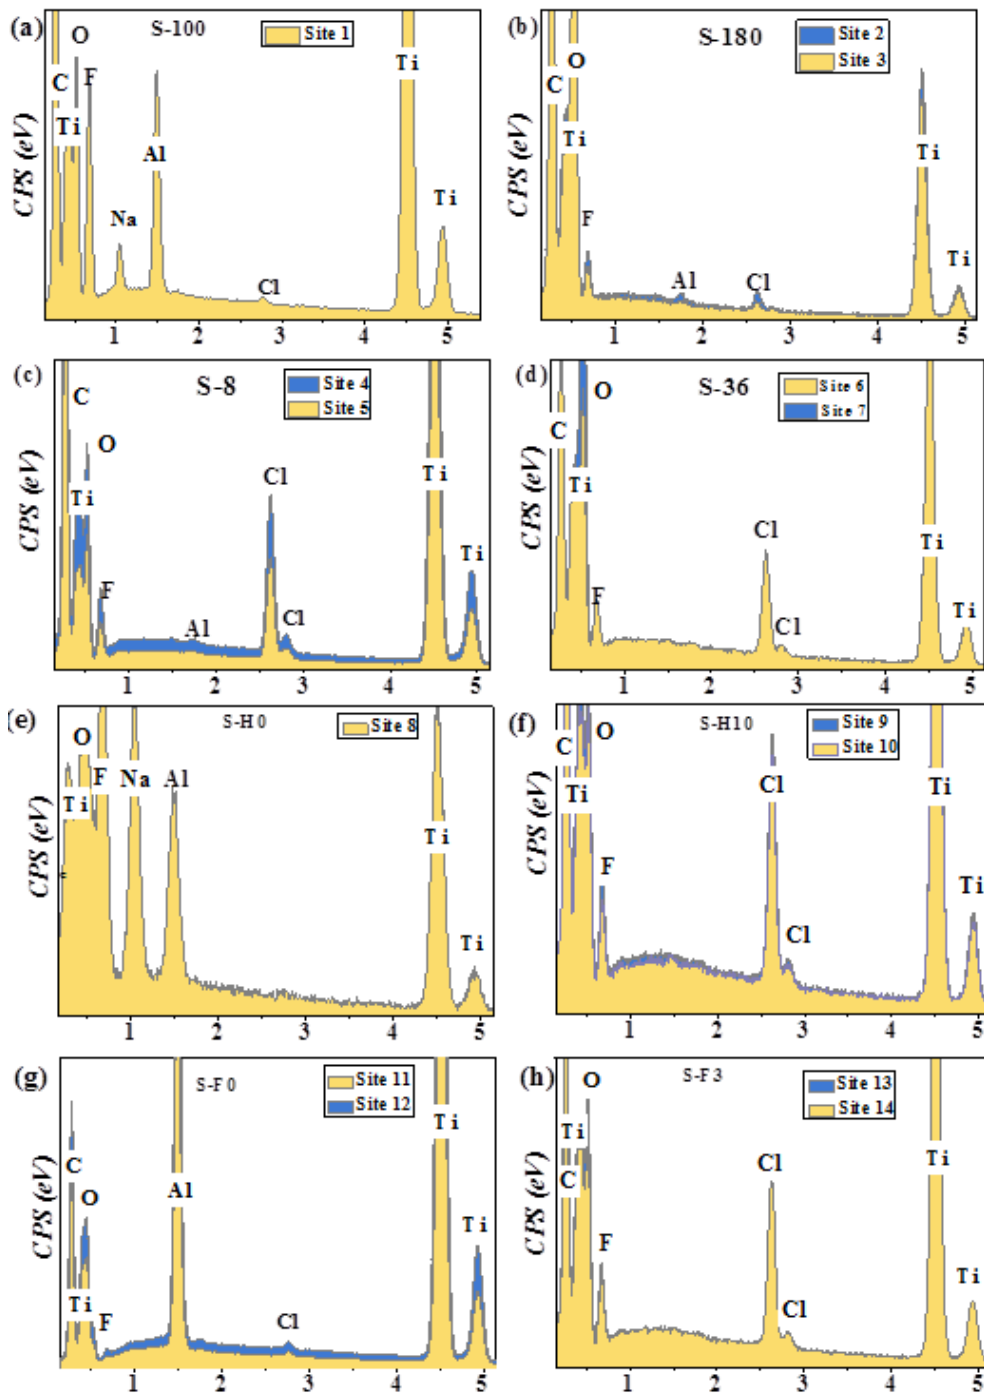 (a) S-100
Site 1
O
F
C
Ti
Al
Na
Cl
Ti
Ti
CPS (eV)
1 2 3 4 5
(b) S-180
Site 2
Site 3
O
C
Ti
F
Al
Cl
Ti
Ti
CPS (eV)
1 2 3 4 5
(c) S-8
Site 4
Site 5
C
O
Ti
F
Al
Cl
Cl
Ti
Ti
CPS (eV)
1 2 3 4 5
(d) S-36
Site 6
Site 7
O
C
Ti
F
Cl
Cl
Ti
Ti
CPS (eV)
1 2 3 4 5
(e) S-H0
Site 8
O
F
Ti
Na
Al
Ti
Ti
CPS (eV)
1 2 3 4 5
(f) S-H10
Site 9
Site 10
O
C
Ti
F
Cl
Cl
Ti
Ti
CPS (eV)
1 2 3 4 5
(g) S-F0
Site 11
Site 12
C
O
Ti
F
Al
Cl
Ti
Ti
CPS (eV)
1 2 3 4 5
(h) S-F3
Site 13
Site 14
O
Ti
C
F
Cl
Cl
Ti
Ti
CPS (eV)
1 2 3 4 5